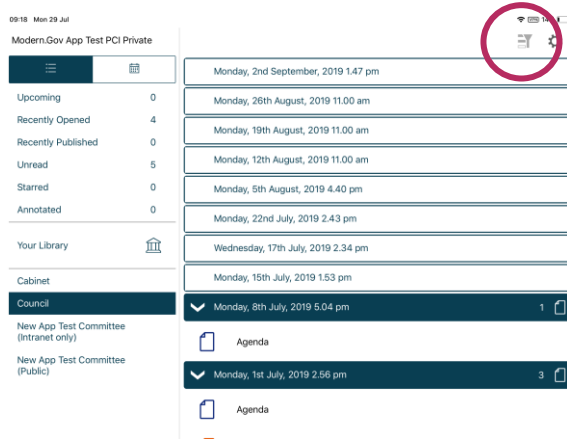 09:18 Mon 29 Jul
Modern.Gov App Test PCI Private
Upcoming 0
Recently Opened 4
Recently Published 0
Unread 5
Starred 0
Annotated 0
Your Library
Cabinet
Council
New App Test Committee
(Intranet only)
New App Test Committee
(Public)
Monday, 2nd September, 2019 1.47 pm
Monday, 26th August, 2019 11.00 am
Monday, 19th August, 2019 11.00 am
Monday, 12th August, 2019 11.00 am
Monday, 5th August, 2019 4.40 pm
Monday, 22nd July, 2019 2.43 pm
Wednesday, 17th July, 2019 2.34 pm
Monday, 15th July, 2019 1.53 pm
Monday, 8th July, 2019 5.04 pm 1
Agenda
Monday, 1st July, 2019 2.56 pm 3
Agenda